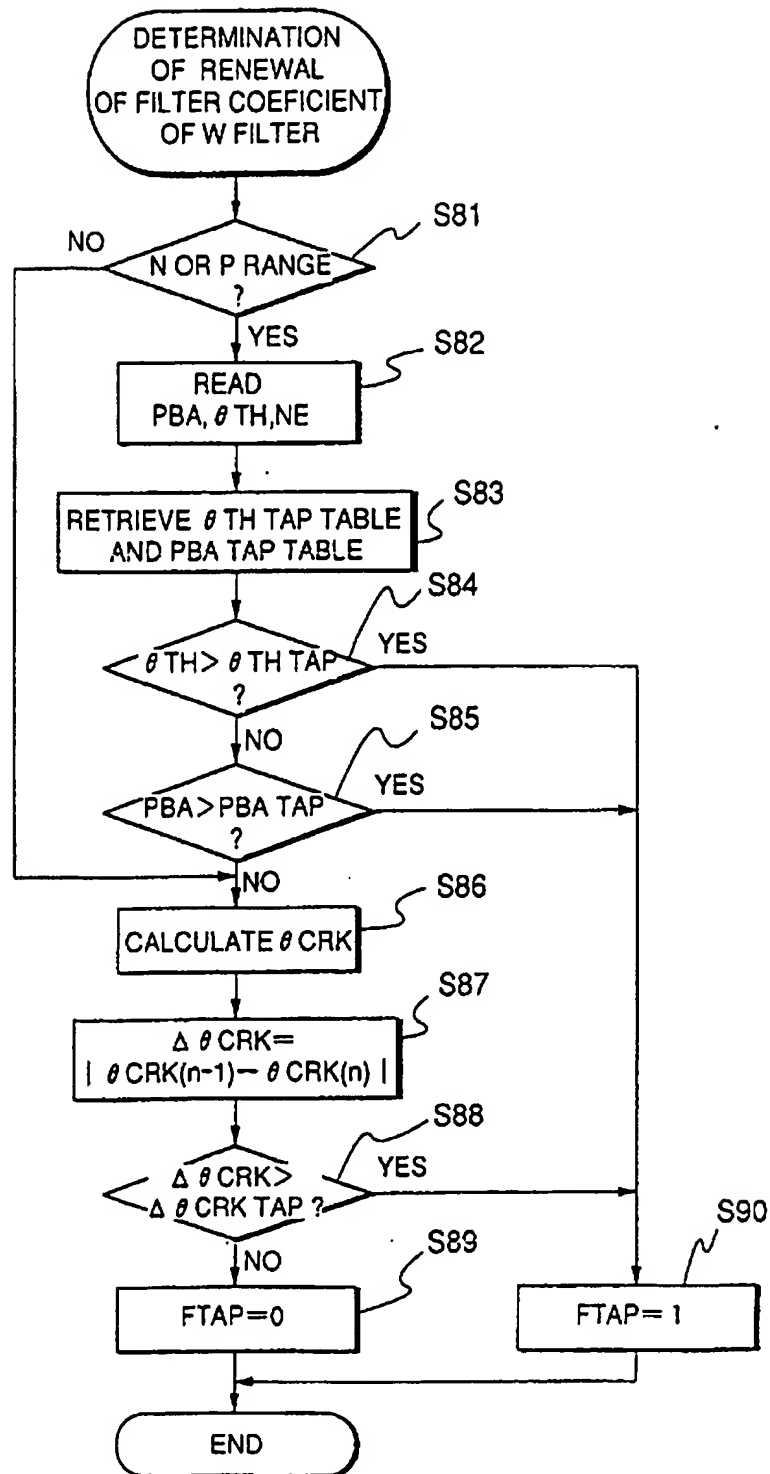 DETERMINATION
OF RENEWAL
OF FILTER COEFICIENT
OF W FILTER
S81
NO
N OR P RANGE
?
YES
S82
READ
PBA, θ TH,NE
S83
RETRIEVE θ TH TAP TABLE
AND PBA TAP TABLE
S84
θ TH> θ TH TAP
?
YES
NO
S85
PBA>PBA TAP
?
YES
NO
S86
CALCULATE θ CRK
S87
Δ θ CRK=
| θ CRK(n-1)− θ CRK(n) |
S88
Δ θ CRK>
Δ θ CRK TAP ?
YES
NO
S89
FTAP=0
S90
FTAP= 1
END